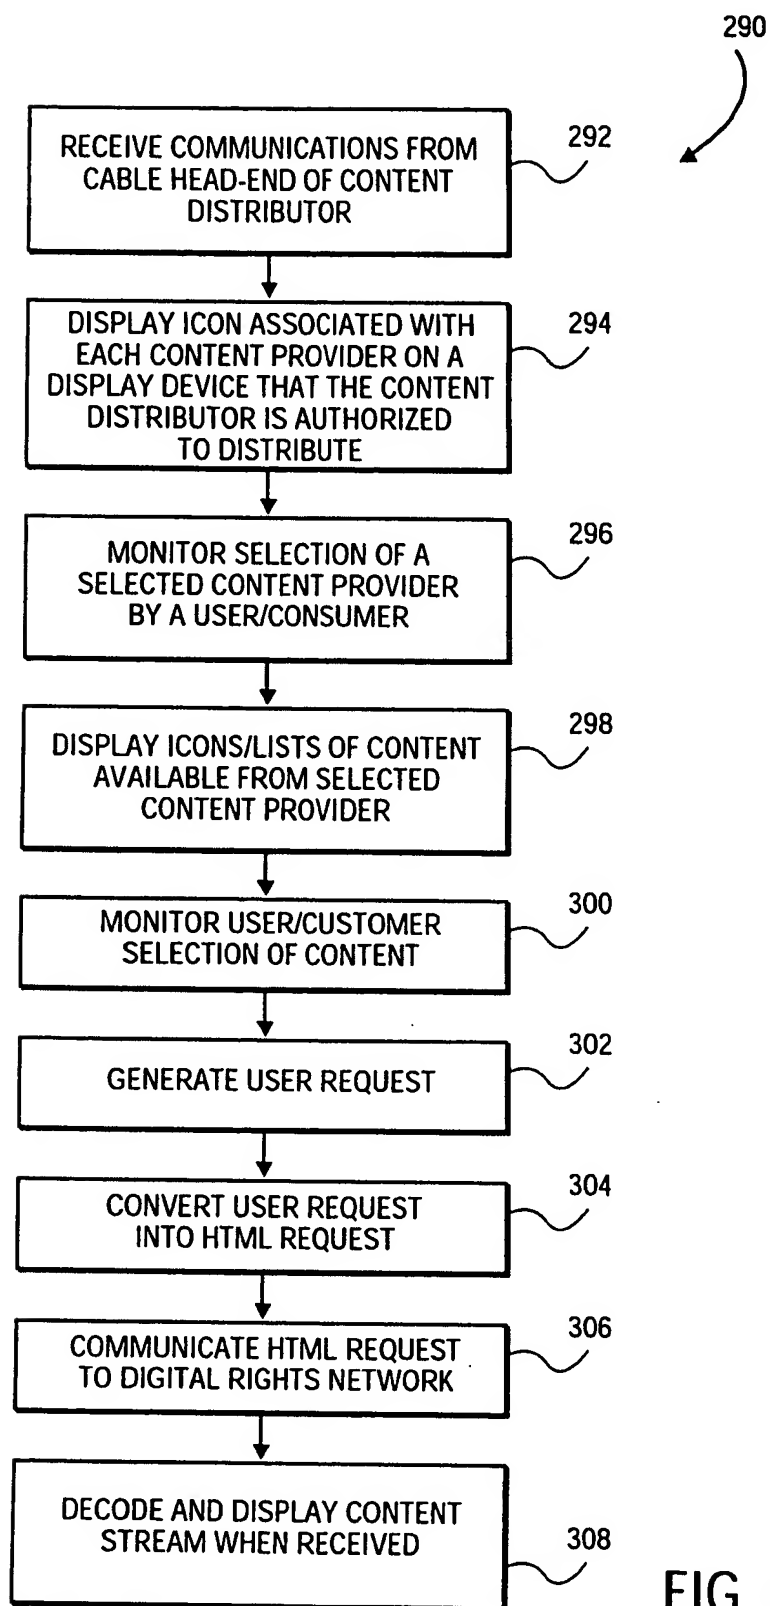 290
RECEIVE COMMUNICATIONS FROM
CABLE HEAD-END OF CONTENT
DISTRIBUTOR
292
DISPLAY ICON ASSOCIATED WITH
EACH CONTENT PROVIDER ON A
DISPLAY DEVICE THAT THE CONTENT
DISTRIBUTOR IS AUTHORIZED
TO DISTRIBUTE
294
MONITOR SELECTION OF A
SELECTED CONTENT PROVIDER
BY A USER/CONSUMER
296
DISPLAY ICONS/LISTS OF CONTENT
AVAILABLE FROM SELECTED
CONTENT PROVIDER
298
MONITOR USER/CUSTOMER
SELECTION OF CONTENT
300
GENERATE USER REQUEST
302
CONVERT USER REQUEST
INTO HTML REQUEST
304
COMMUNICATE HTML REQUEST
TO DIGITAL RIGHTS NETWORK
306
DECODE AND DISPLAY CONTENT
STREAM WHEN RECEIVED
308
FIG